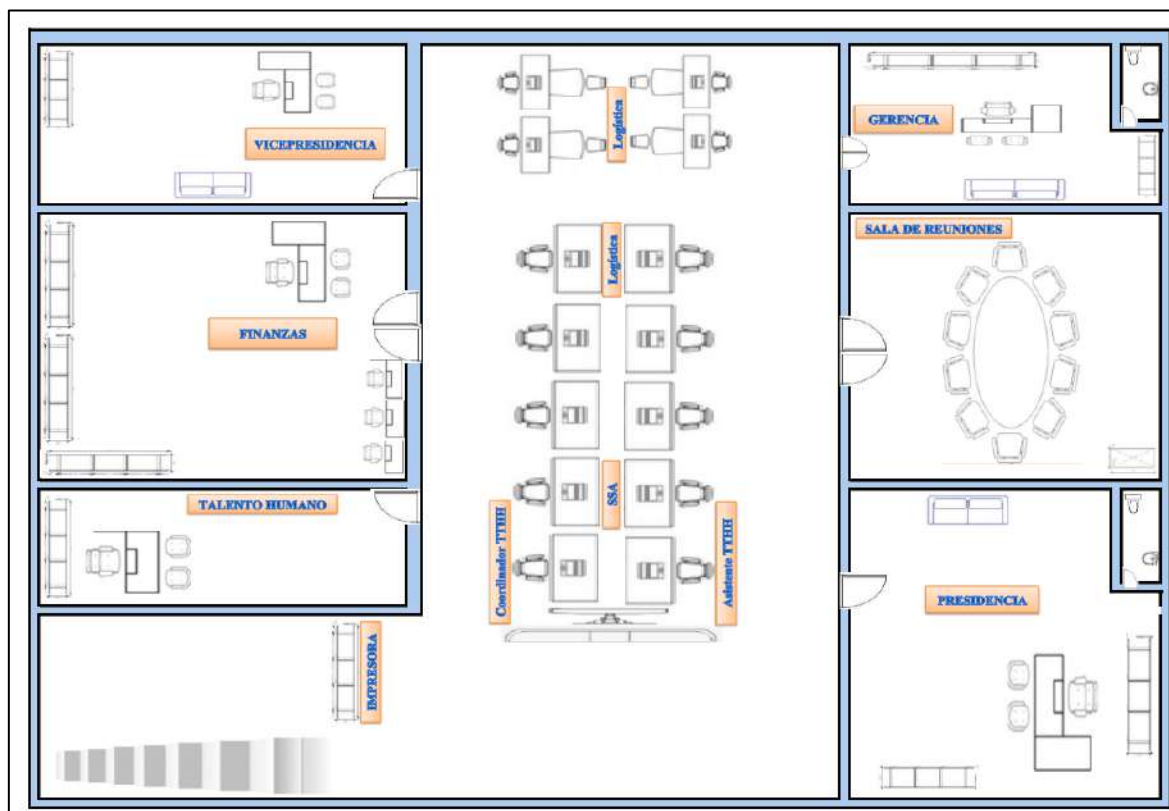 VICEPRESIDENCIA
Logística
GERENCIA
FINANZAS
Logística
SALA DE REUNIONES
TALENTO HUMANO
SSA
Coordinador TTHH
Asistente TTHH
PRESIDENCIA
IMPRESORA